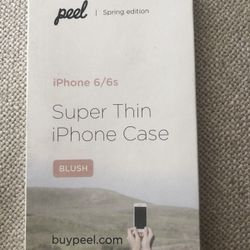 peel | Spring edition
iPhone 6/6s
Super Thin
iPhone Case
BLUSH
buypeel.com